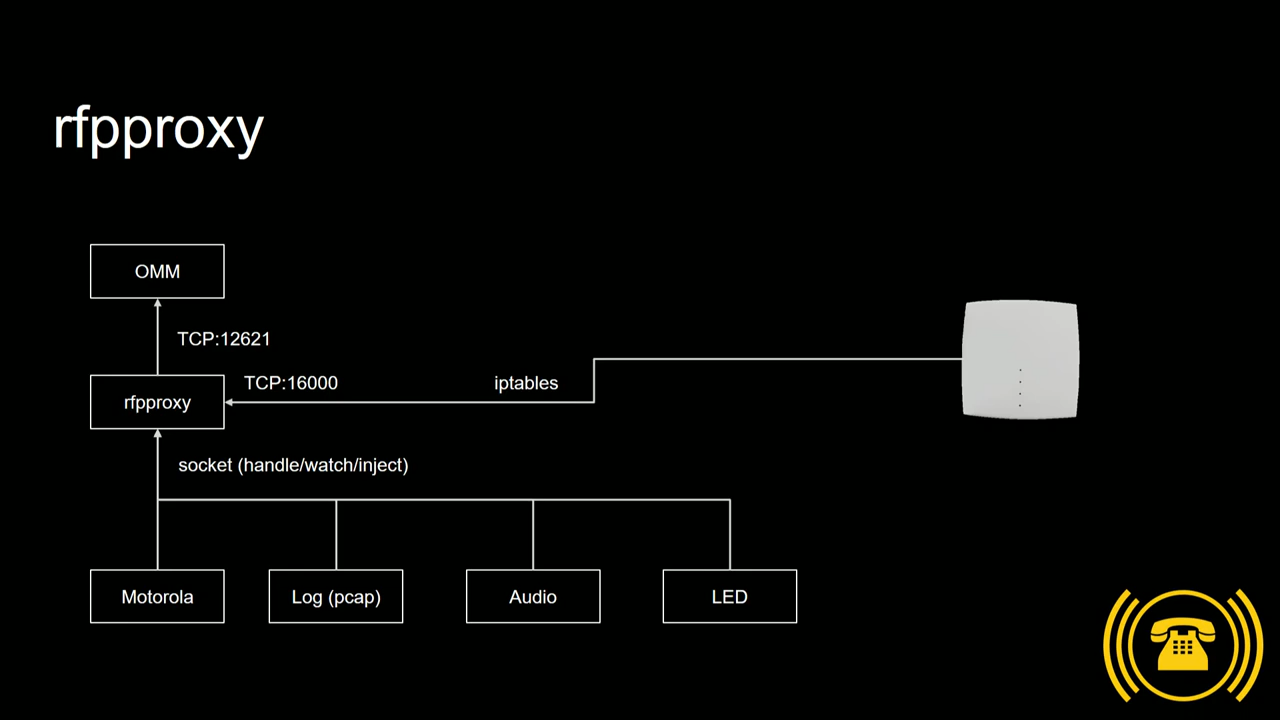 rfpproxy
OMM
TCP:12621
TCP:16000
iptables
rfpproxy
socket (handle/watch/inject)
Motorola
Log (pcap)
Audio
LED